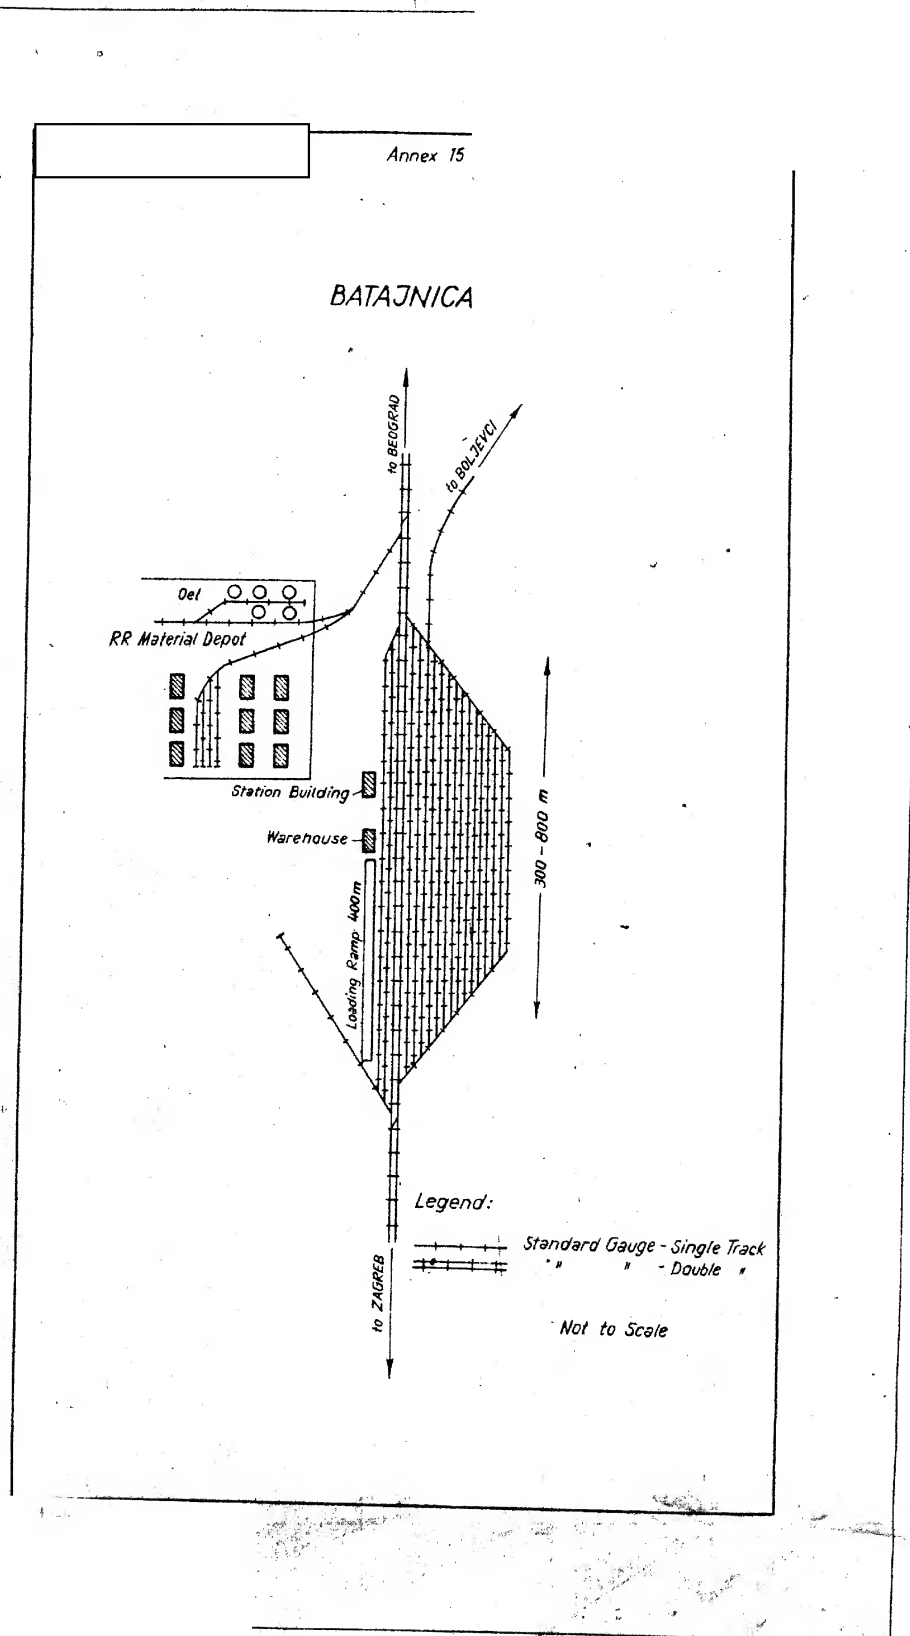 Annex 15
BATAJNICA
to BEOGRAD
to BOLJEVCI
Oel
RR Material Depot
Station Building
Warehouse
Loading Ramp 400m
300-800 m
Legend:
Standard Gauge - Single Track
" " - Double "
to ZAGREB
Not to Scale